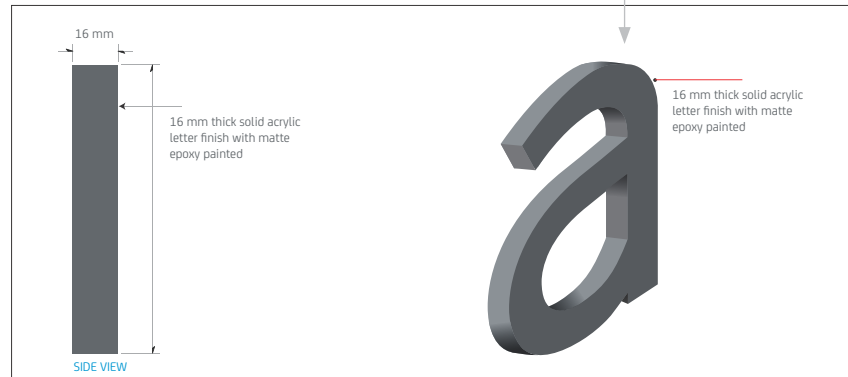 16 mm
16 mm thick solid acrylic
letter finish with matte
epoxy painted
SIDE VIEW
16 mm thick solid acrylic
letter finish with matte
epoxy painted